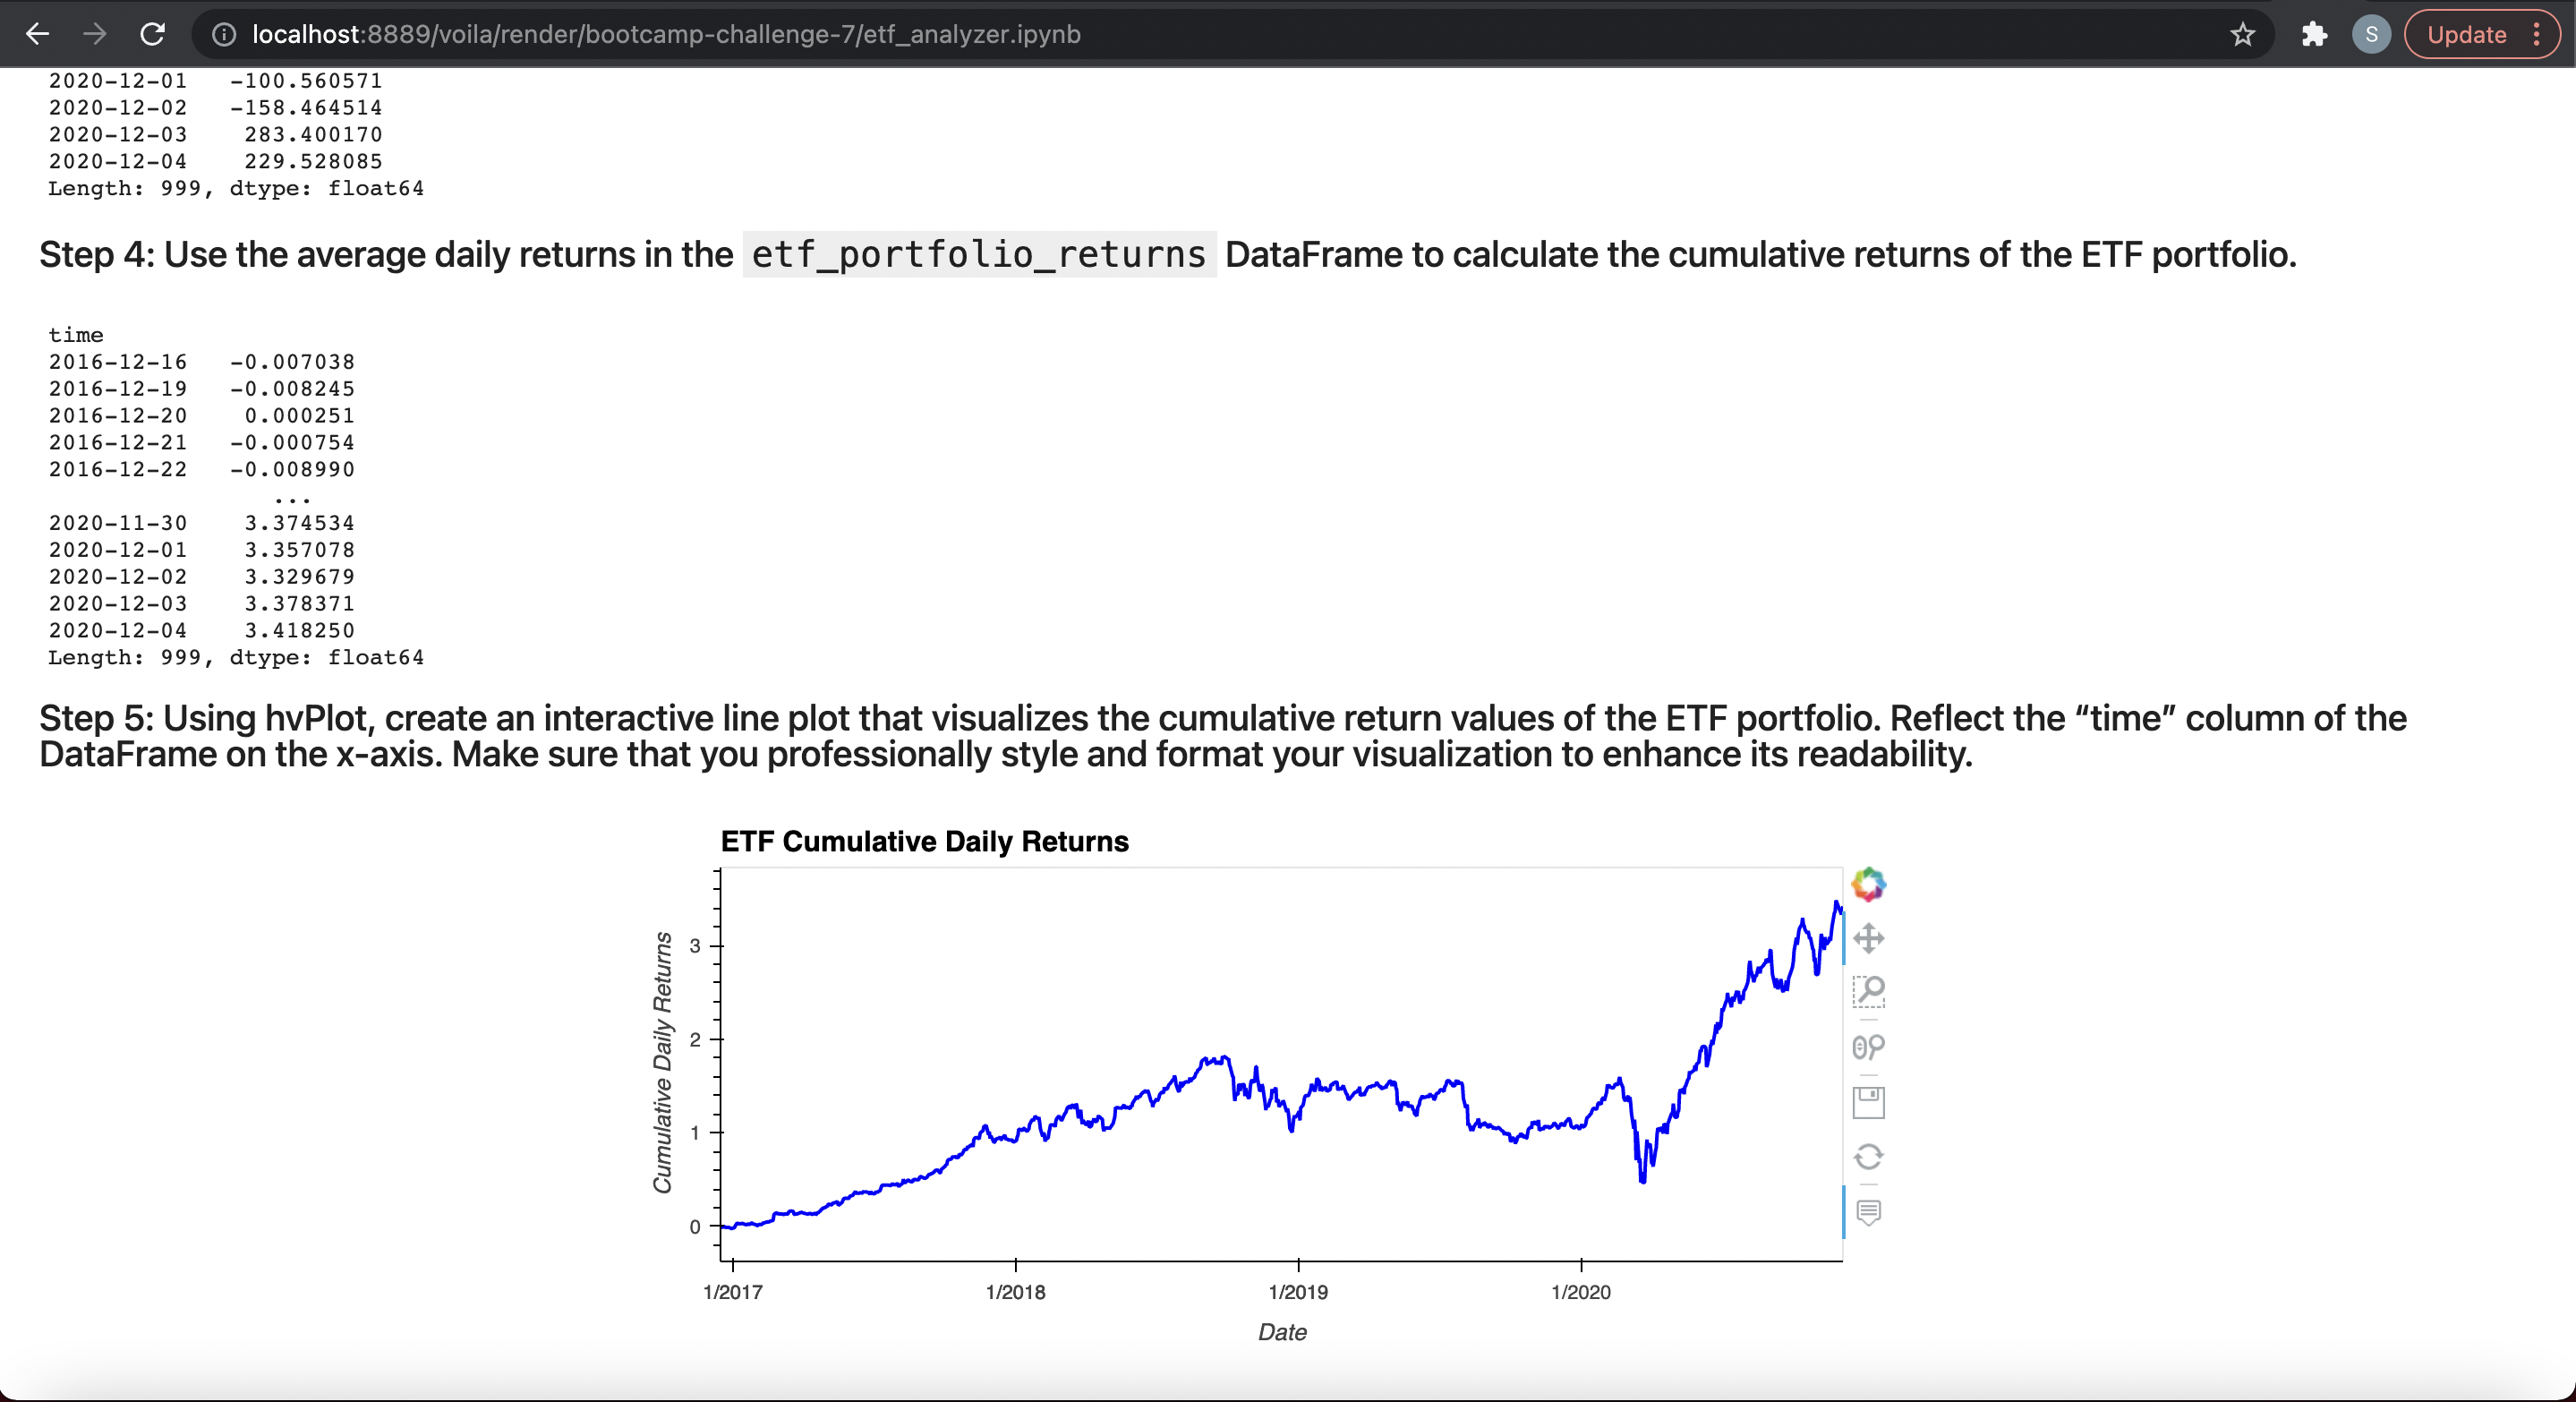 localhost:8889/voila/render/bootcamp-challenge-7/etf_analyzer.ipynb
S
Update
2020-12-01   -100.560571
2020-12-02   -158.464514
2020-12-03    283.400170
2020-12-04    229.528085
Length: 999, dtype: float64
Step 4: Use the average daily returns in the etf_portfolio_returns DataFrame to calculate the cumulative returns of the ETF portfolio.
time
2016-12-16   -0.007038
2016-12-19   -0.008245
2016-12-20    0.000251
2016-12-21   -0.000754
2016-12-22   -0.008990
...
2020-11-30    3.374534
2020-12-01    3.357078
2020-12-02    3.329679
2020-12-03    3.378371
2020-12-04    3.418250
Length: 999, dtype: float64
Step 5: Using hvPlot, create an interactive line plot that visualizes the cumulative return values of the ETF portfolio. Reflect the “time” column of the
DataFrame on the x-axis. Make sure that you professionally style and format your visualization to enhance its readability.
ETF Cumulative Daily Returns
Cumulative Daily Returns
3
2
1
0
1/2017
1/2018
1/2019
1/2020
Date